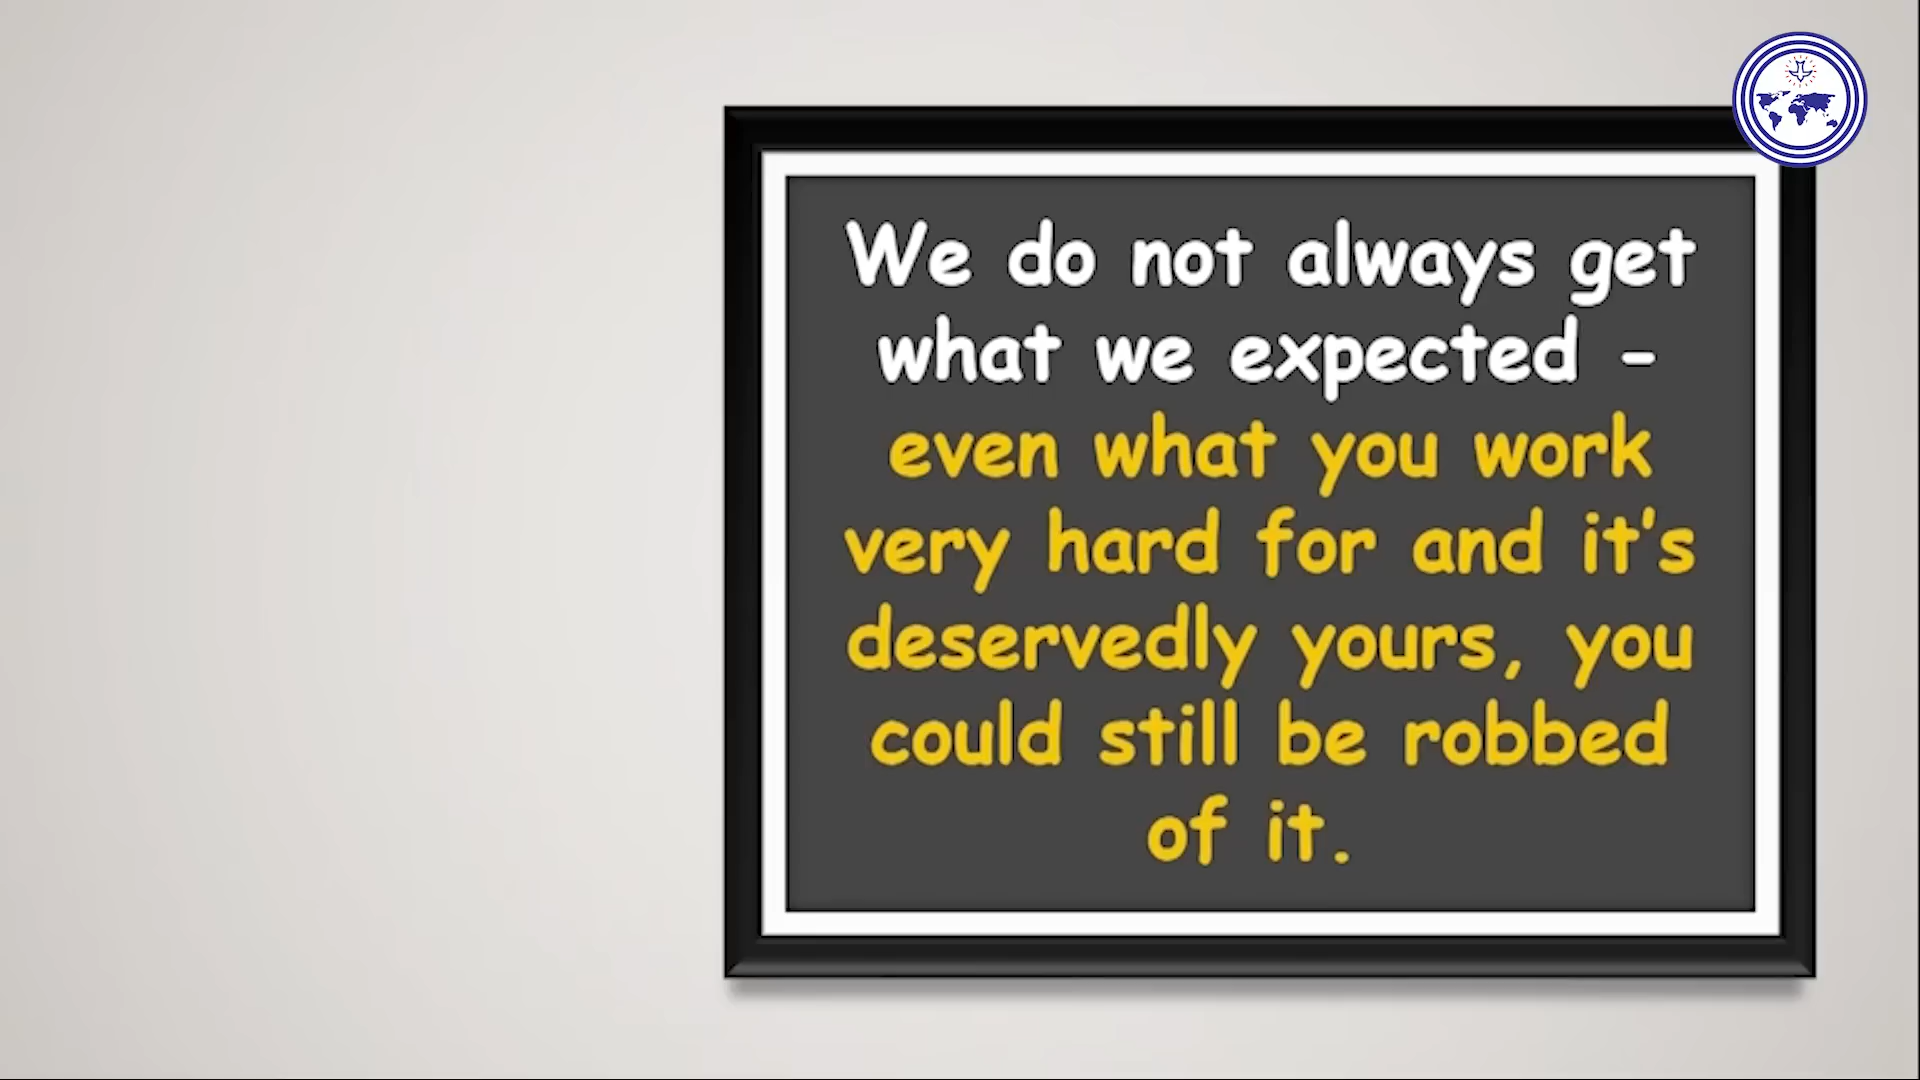 We do not always get
what we expected –
even what you work
very hard for and it’s
deservedly yours, you
could still be robbed
of it.